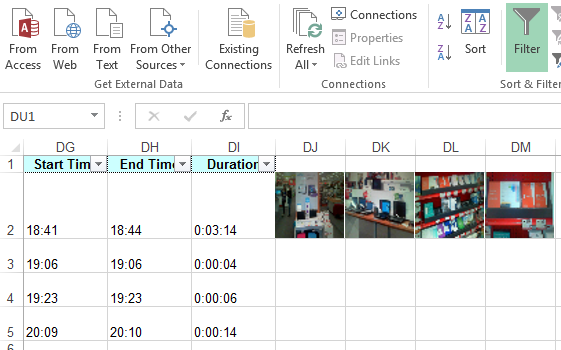 From Access
From Web
From Text
From Other Sources
Existing Connections
Refresh All
Connections
Properties
Edit Links
A Z
Z A
Z A A Z
Sort
Filter
Get External Data
Connections
Sort & Filte
DU1
fx
DG DH DI DJ DK DL DM
1 Start Tim End Time Duration
2 18:41 18:44 0:03:14
3 19:06 19:06 0:00:04
4 19:23 19:23 0:00:06
5 20:09 20:10 0:00:14
6